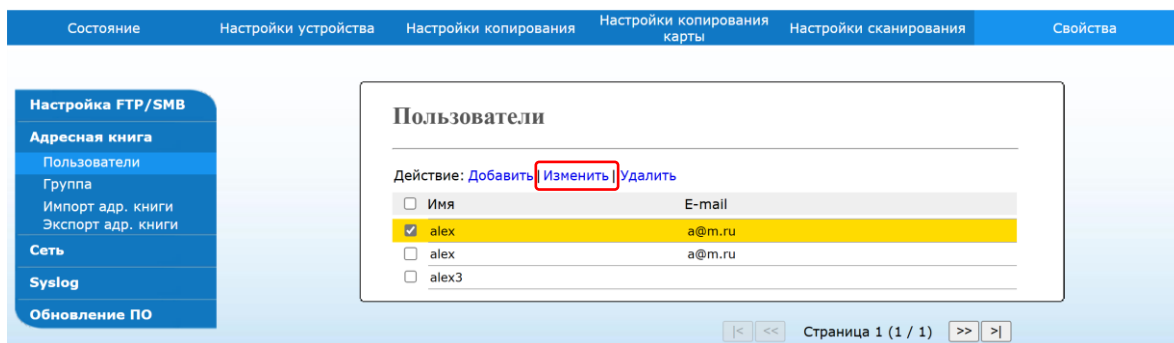 Состояние
Настройки устройства
Настройки копирования
Настройки копирования
карты
Настройки сканирования
Свойства
Настройка FTP/SMB
Адресная книга
Пользователи
Группа
Импорт адр. книги
Экспорт адр. книги
Сеть
Syslog
Обновление ПО
Пользователи
Действие: Добавить | Изменить | Удалить
Имя E-mail
alex a@m.ru
alex a@m.ru
alex3
|< << Страница 1 (1 / 1) >> >|